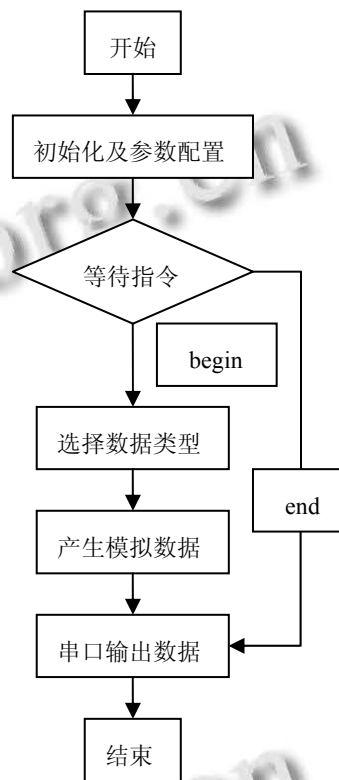 开始
初始化及参数配置
等待指令
begin
选择数据类型
end
产生模拟数据
串口输出数据
结束